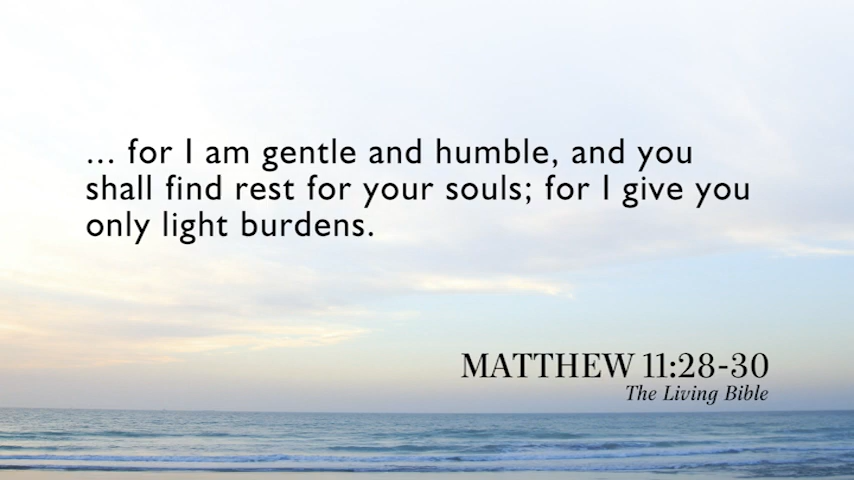 ... for I am gentle and humble, and you
shall find rest for your souls; for I give you
only light burdens.
MATTHEW 11:28-30
The Living Bible